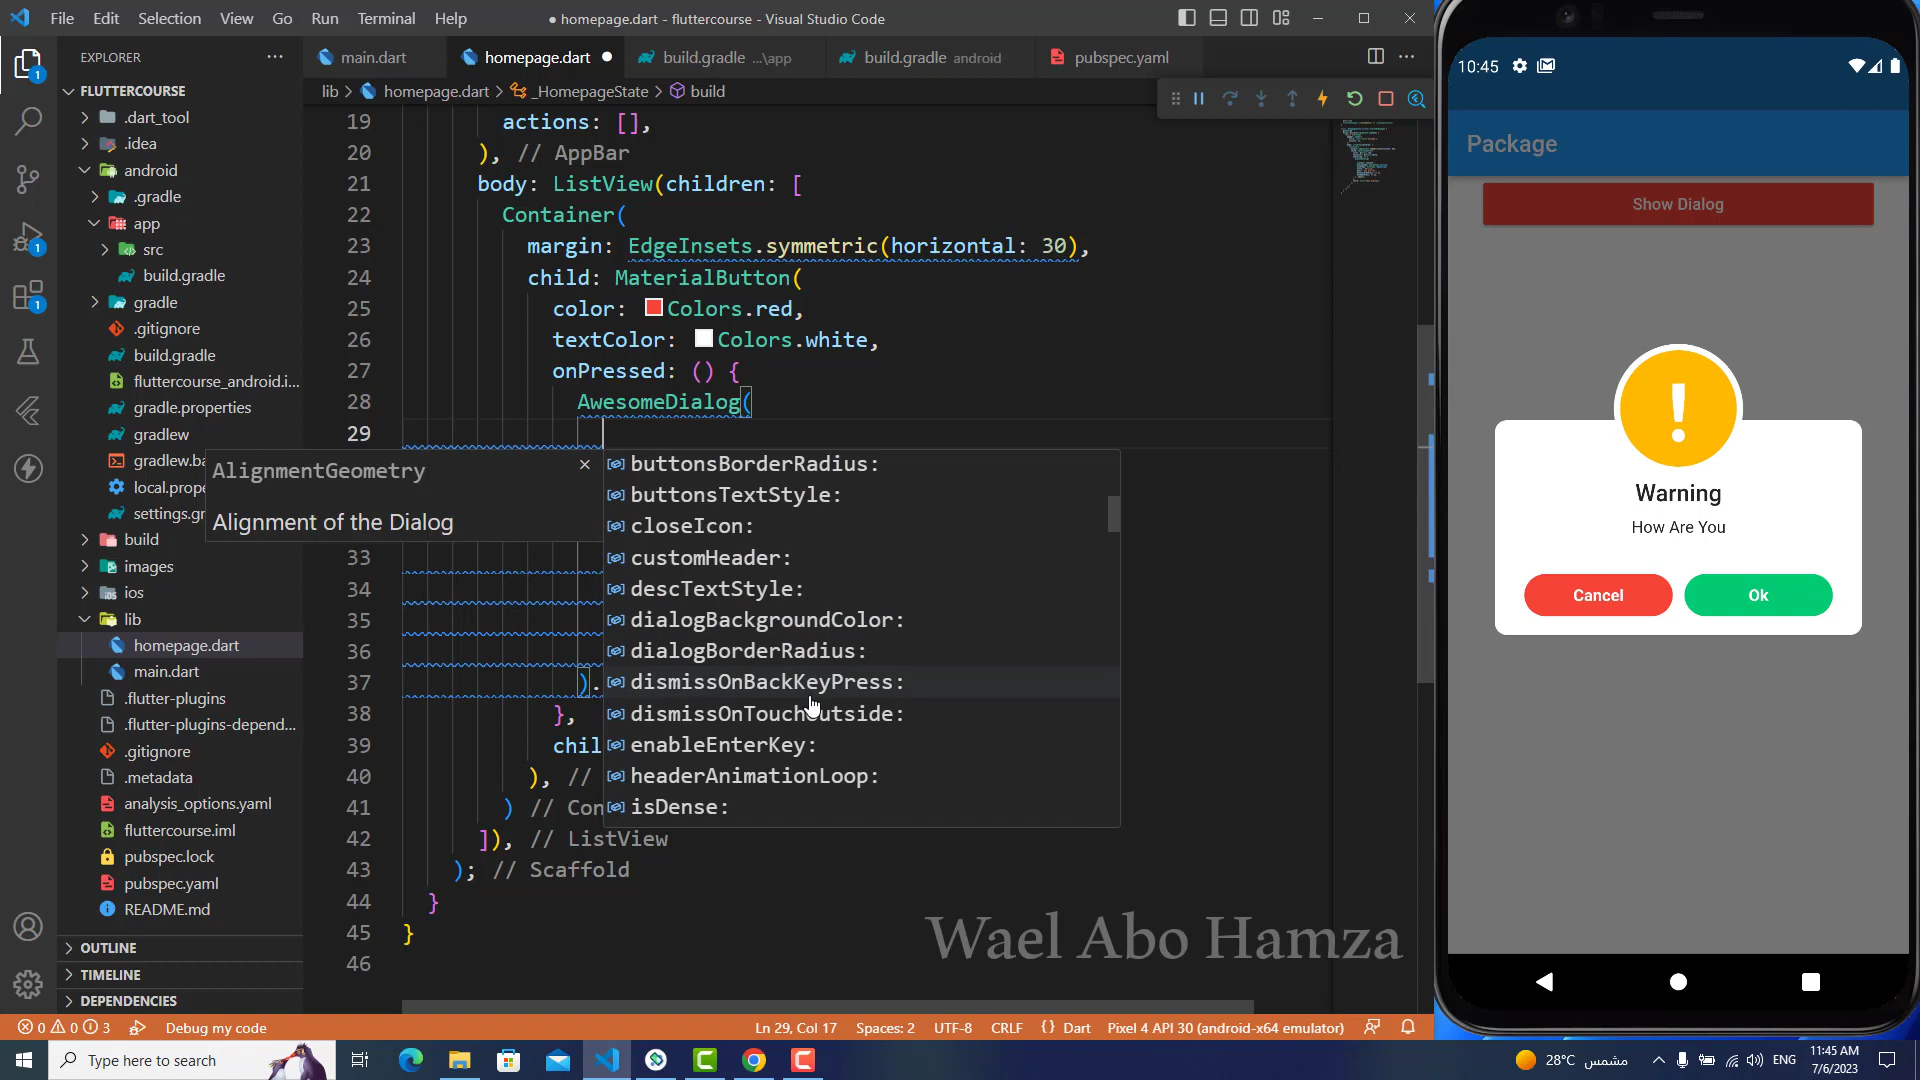 File Edit Selection View Go Run Terminal Help
● homepage.dart - fluttercourse - Visual Studio Code
EXPLORER
main.dart
homepage.dart
build.gradle ...\app
build.gradle android
pubspec.yaml
lib > homepage.dart > _HomepageState > build
FLUTTERCOURSE
.dart_tool
.idea
android
.gradle
app
src
build.gradle
gradle
.gitignore
build.gradle
fluttercourse_android.i...
gradle.properties
gradlew
gradlew.ba
local.prope
settings.gr
build
images
ios
lib
homepage.dart
main.dart
.flutter-plugins
.flutter-plugins-depend...
.gitignore
.metadata
analysis_options.yaml
fluttercourse.iml
pubspec.lock
pubspec.yaml
README.md
OUTLINE
TIMELINE
DEPENDENCIES
19 actions: [],
20 ), // AppBar
21 body: ListView(children: [
22 Container(
23 margin: EdgeInsets.symmetric(horizontal: 30),
24 child: MaterialButton(
25 color: Colors.red,
26 textColor: Colors.white,
27 onPressed: () {
28 AwesomeDialog(
29
33
34
35
36
37 ).
38 },
39 chil
40 ), //
41 ) // Con
42 ]), // ListView
43 ); // Scaffold
44 }
45 }
46
AlignmentGeometry
Alignment of the Dialog
buttonsBorderRadius:
buttonsTextStyle:
closeIcon:
customHeader:
descTextStyle:
dialogBackgroundColor:
dialogBorderRadius:
dismissOnBackKeyPress:
dismissOnTouchOutside:
enableEnterKey:
headerAnimationLoop:
isDense:
Wael Abo Hamza
10:45
Package
Show Dialog
Warning
How Are You
Cancel
Ok
0 0 3 Debug my code
Ln 29, Col 17 Spaces: 2 UTF-8 CRLF {} Dart Pixel 4 API 30 (android-x64 emulator)
1
1
1
Type here to search
28°C مشمس
ENG
11:45 AM
7/6/2023